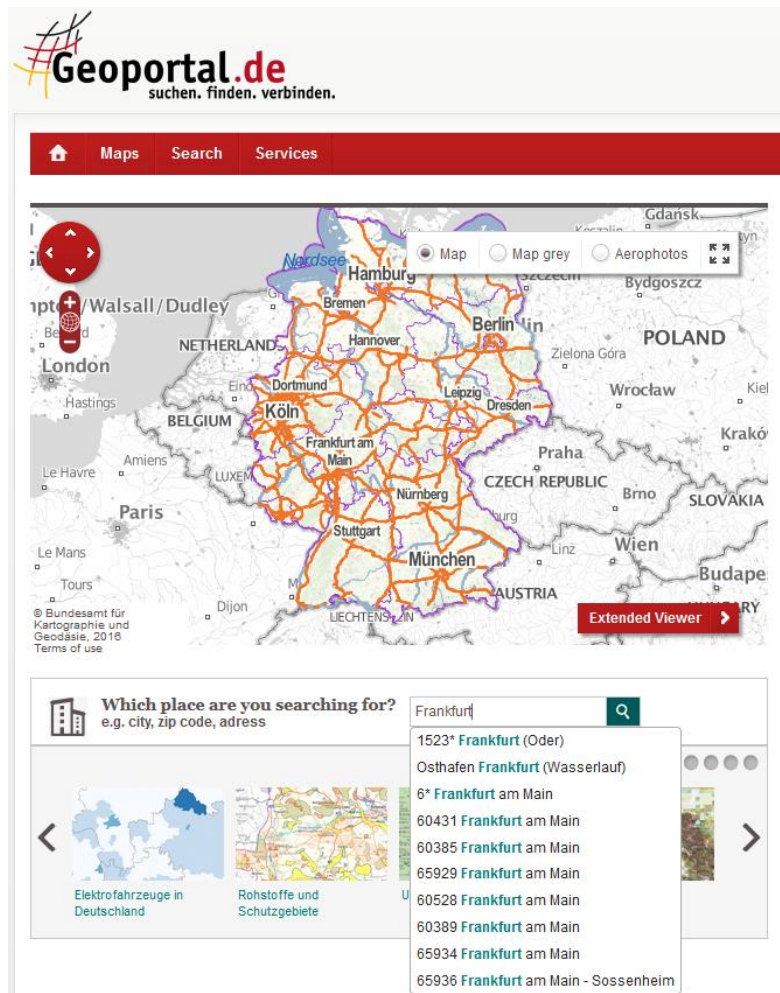 Geoportal.de
suchen. finden. verbinden.
Maps Search Services
Gdańsk
Nordsee
Map Map grey Aerophotos
Hamburg
Szczecin
Bydgoszcz
/Walsall/Dudley
Bremen
Berlin
NETHERLAND
Hannover
POLAND
London
Zielona Góra
Dortmund
Leipzig
Wrocław
Hastings
Köln
Dresden
BELGIUM
Frankfurt am
Main
Praha
Le Havre
Amiens
LUXEM
CZECH REPUBLIC
Nürnberg
Brno
SLOVAKIA
Paris
Stuttgart
Le Mans
München
Linz
Wien
Tours
AUSTRIA
Dijon
© Bundesamt für
Kartographie und
Geodäsie, 2016
Terms of use
Extended Viewer
Which place are you searching for?
e.g. city, zip code, adress
Frankfurt
1523* Frankfurt (Oder)
Osthafen Frankfurt (Wasserlauf)
6* Frankfurt am Main
60431 Frankfurt am Main
60385 Frankfurt am Main
65929 Frankfurt am Main
60528 Frankfurt am Main
60389 Frankfurt am Main
65934 Frankfurt am Main
65936 Frankfurt am Main - Sossenheim
Elektrofahrzeuge in
Deutschland
Rohstoffe und
Schutzgebiete